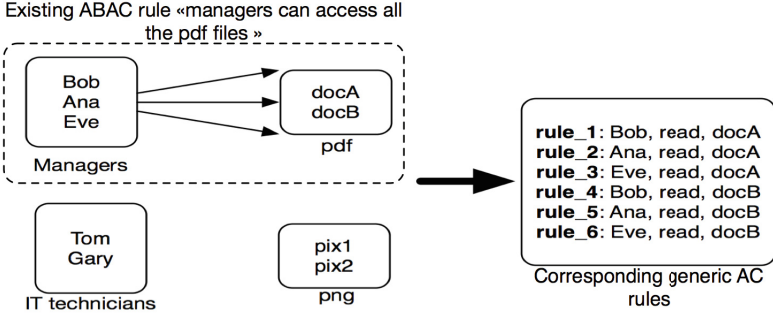 Existing ABAC rule «managers can access all
the pdf files »
Bob
Ana
Eve
Managers
docA
docB
pdf
Tom
Gary
IT technicians
pix1
pix2
png
rule_1: Bob, read, docA
rule_2: Ana, read, docA
rule_3: Eve, read, docA
rule_4: Bob, read, docB
rule_5: Ana, read, docB
rule_6: Eve, read, docB
Corresponding generic AC
rules